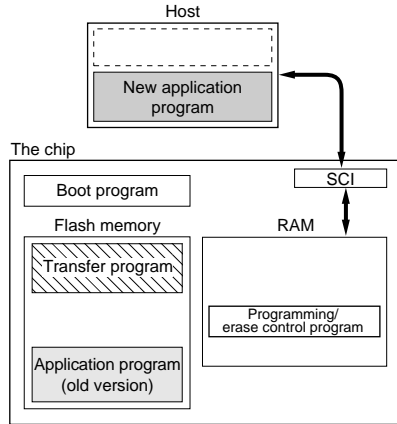 Host
New application
program
The chip
SCI
Boot program
Flash memory
RAM
Transfer program
Programming/
erase control program
Application program
(old version)